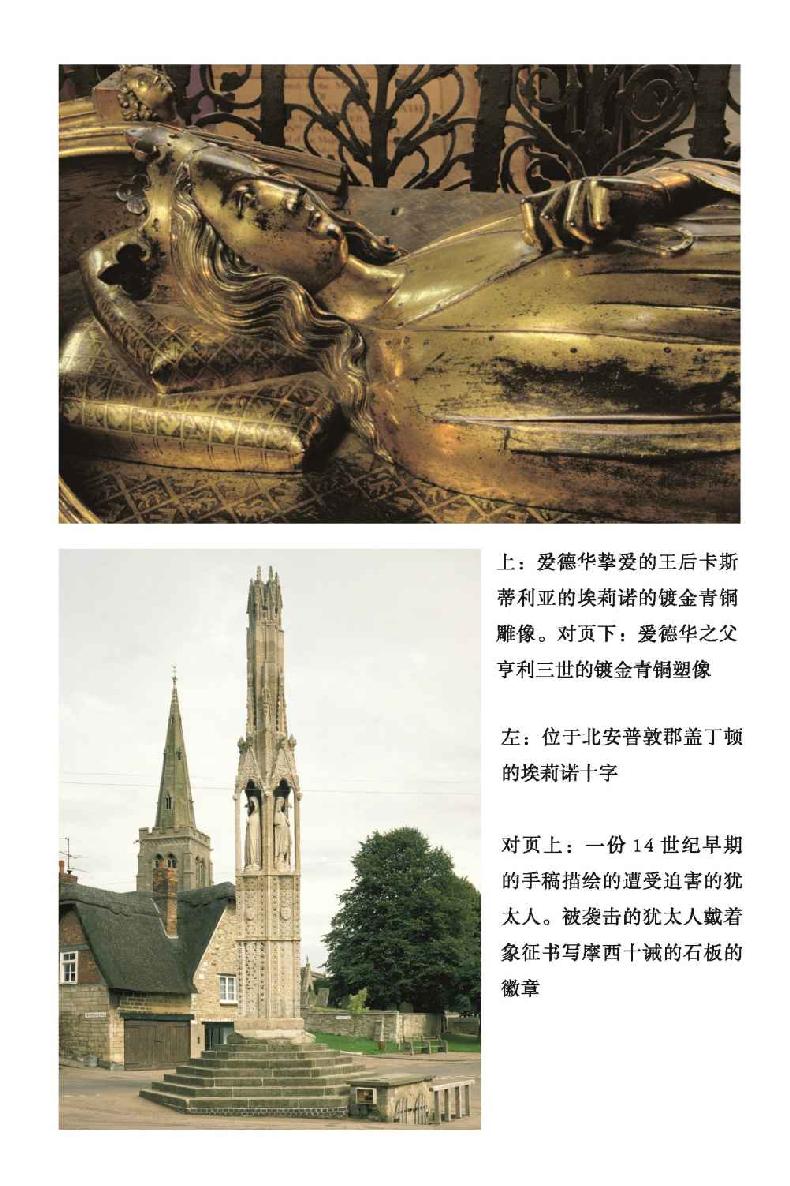 上：爱德华挚爱的王后卡斯
蒂利亚的埃莉诺的镀金青铜
雕像。对页下：爱德华之父
亨利三世的镀金青铜塑像
左：位于北安普敦郡盖丁顿
的埃莉诺十字
对页上：一份 14 世纪早期
的手稿描绘的遭受迫害的犹
太人。被袭击的犹太人戴着
象征书写摩西十诫的石板的
徽章